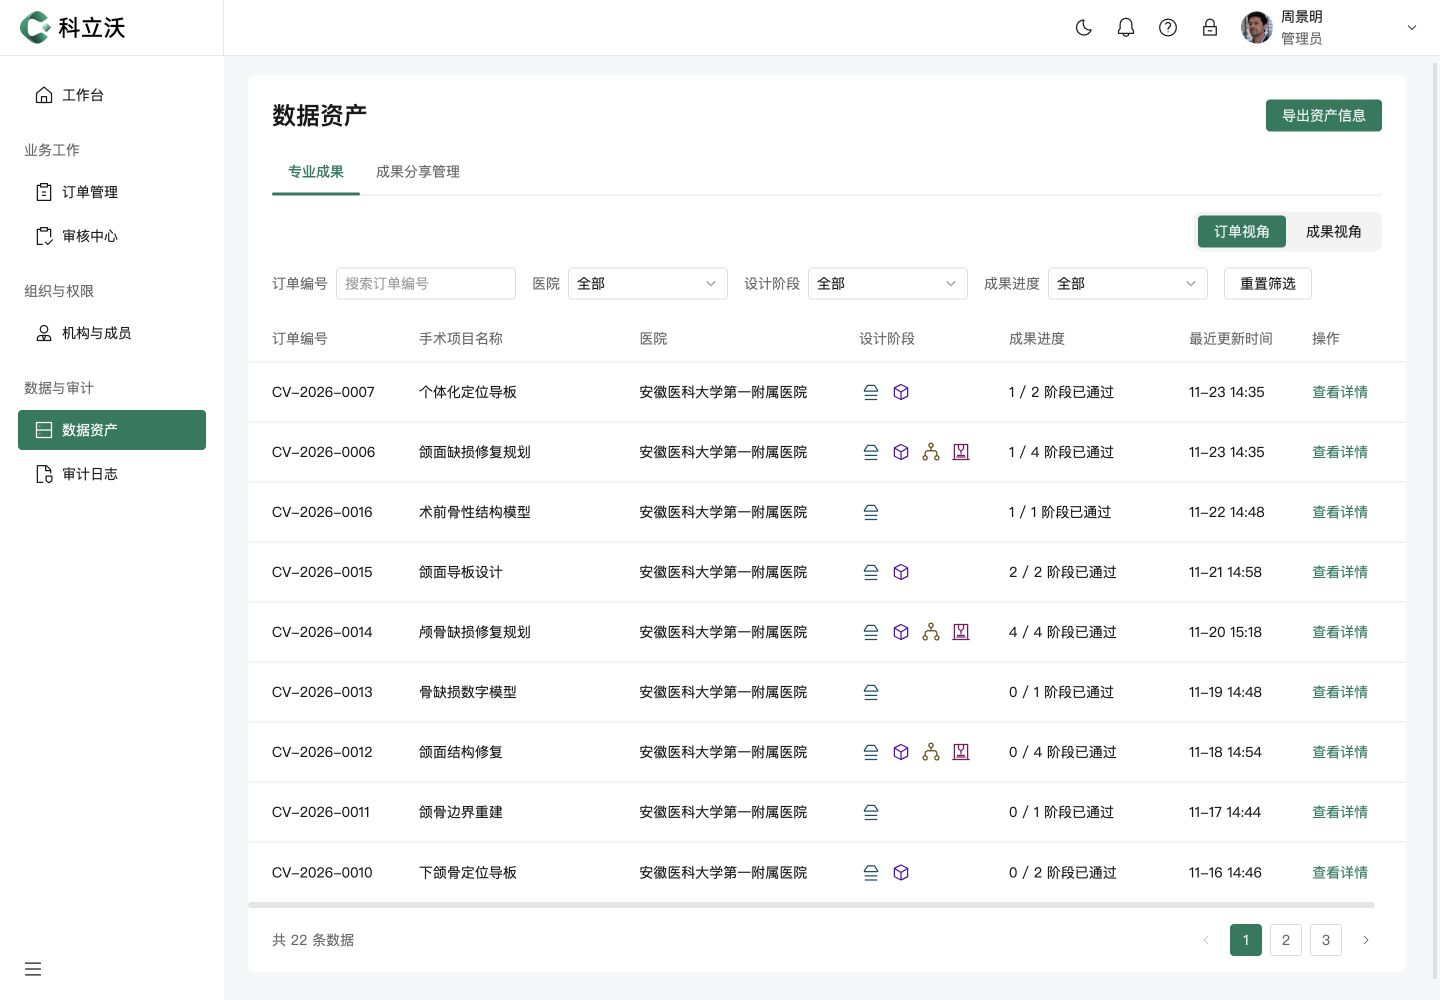 科立沃
周景明
管理员
工作台
业务工作
订单管理
审核中心
组织与权限
机构与成员
数据与审计
数据资产
审计日志
数据资产
导出资产信息
专业成果 成果分享管理
订单视角 成果视角
订单编号 搜索订单编号 医院 全部 设计阶段 全部 成果进度 全部 重置筛选
订单编号 手术项目名称 医院 设计阶段 成果进度 最近更新时间 操作
CV-2026-0007 个体化定位导板 安徽医科大学第一附属医院 1 / 2 阶段已通过 11-23 14:35 查看详情
CV-2026-0006 颌面缺损修复规划 安徽医科大学第一附属医院 1 / 4 阶段已通过 11-23 14:35 查看详情
CV-2026-0016 术前骨性结构模型 安徽医科大学第一附属医院 1 / 1 阶段已通过 11-22 14:48 查看详情
CV-2026-0015 颌面导板设计 安徽医科大学第一附属医院 2 / 2 阶段已通过 11-21 14:58 查看详情
CV-2026-0014 颅骨缺损修复规划 安徽医科大学第一附属医院 4 / 4 阶段已通过 11-20 15:18 查看详情
CV-2026-0013 骨缺损数字模型 安徽医科大学第一附属医院 0 / 1 阶段已通过 11-19 14:48 查看详情
CV-2026-0012 颌面结构修复 安徽医科大学第一附属医院 0 / 4 阶段已通过 11-18 14:54 查看详情
CV-2026-0011 颌骨边界重建 安徽医科大学第一附属医院 0 / 1 阶段已通过 11-17 14:44 查看详情
CV-2026-0010 下颌骨定位导板 安徽医科大学第一附属医院 0 / 2 阶段已通过 11-16 14:46 查看详情
共 22 条数据 1 2 3